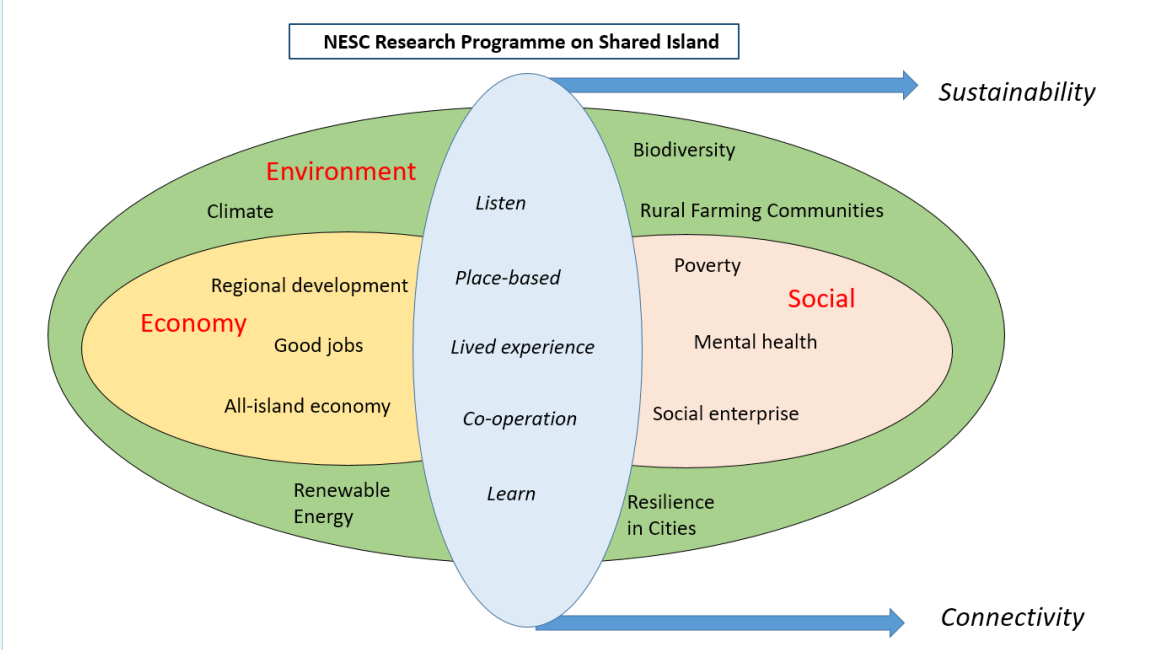 NESC Research Programme on Shared Island
Sustainability
Environment
Climate
Biodiversity
Rural Farming Communities
Listen
Place-based
Lived experience
Co-operation
Learn
Regional development
Economy
Good jobs
All-island economy
Poverty
Social
Mental health
Social enterprise
Renewable
Energy
Resilience
in Cities
Connectivity